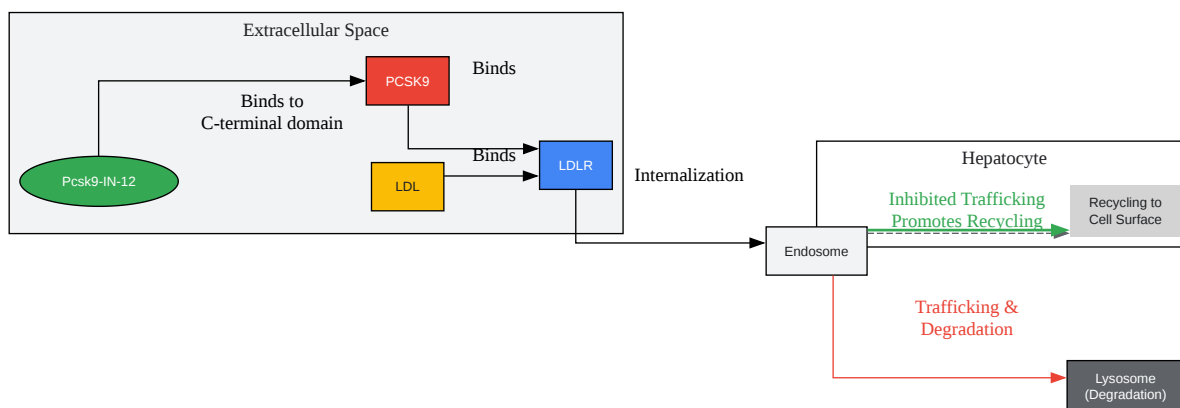 Extracellular Space
PCSK9
Binds
Binds to
C-terminal domain
Binds
LDLR
Pcsk9-IN-12
LDL
Internalization
Hepatocyte
Inhibited Trafficking
Promotes Recycling
Recycling to
Cell Surface
Endosome
Trafficking &
Degradation
Lysosome
(Degradation)